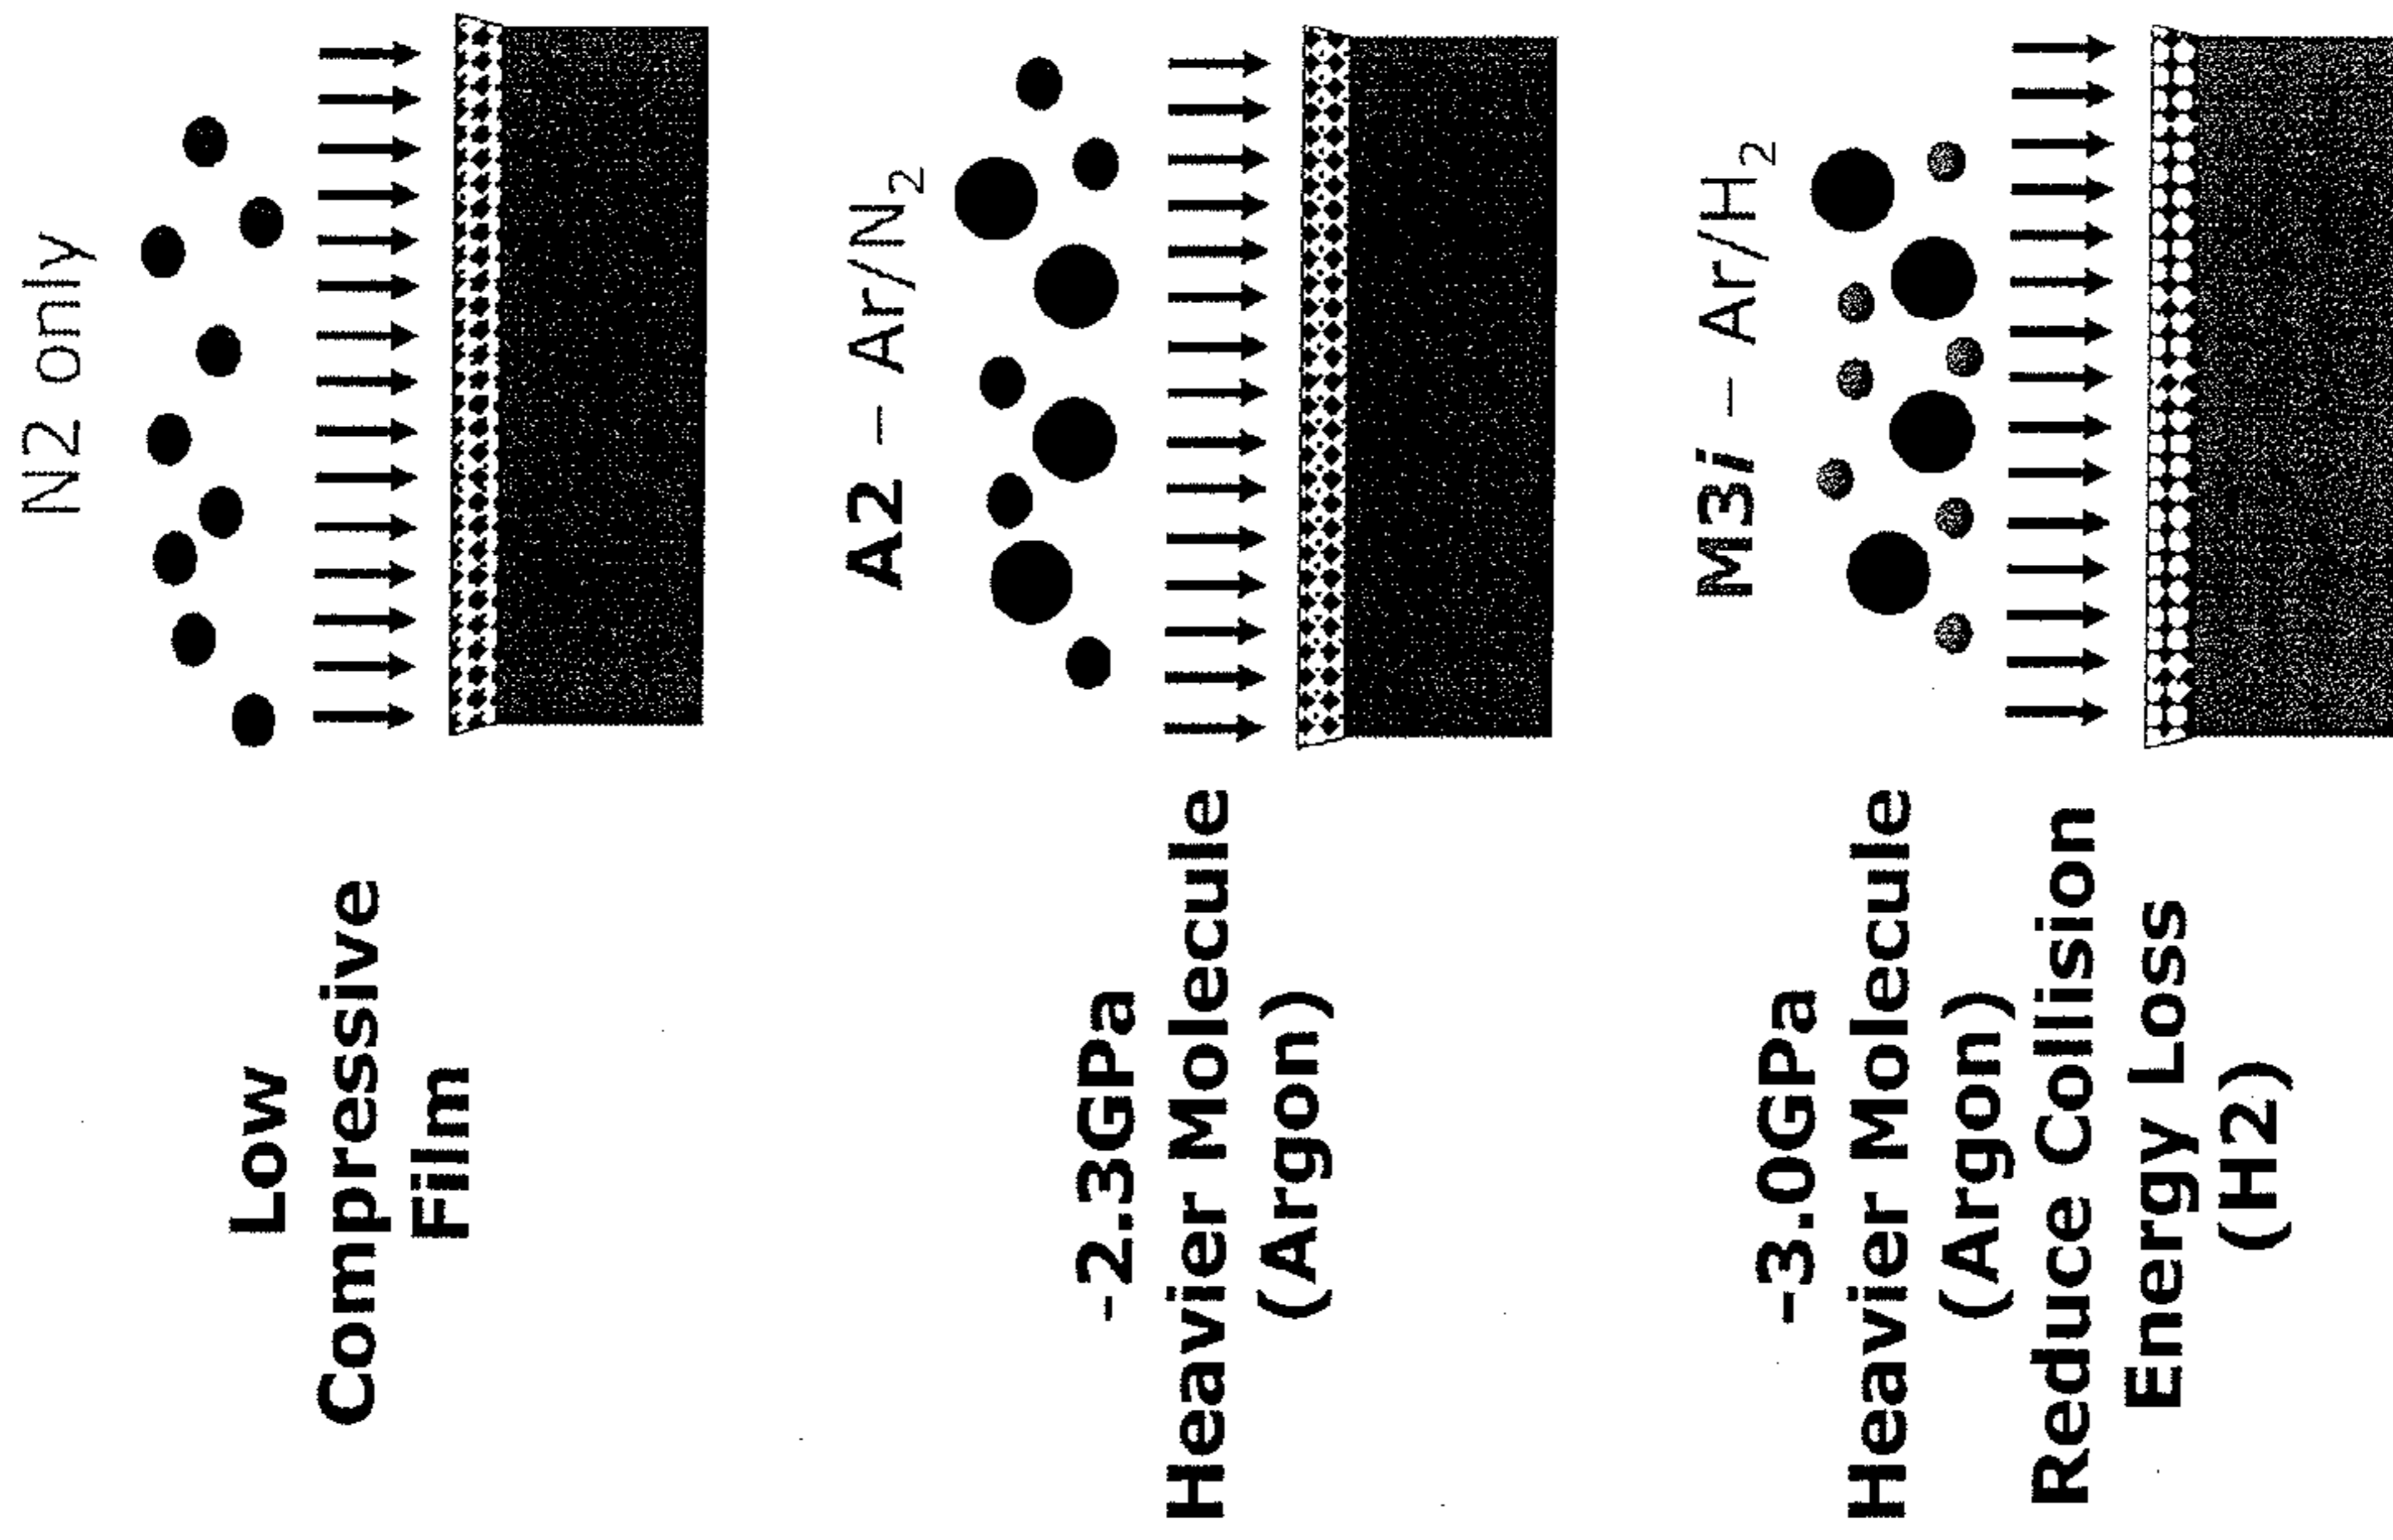 Low
Compressive
Film
N2 only
-2.3GPa
Heavier Molecule
(Argon)
A2 – Ar/N2
-3.0GPa
Heavier Molecule
(Argon)
Reduce Collision
Energy Loss
(H2)
M3i – Ar/H2